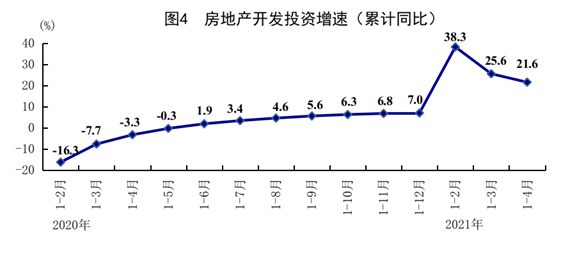 图4 房地产开发投资增速（累计同比）
(%)
40
30
20
10
0
-10
-20
-16.3
-7.7
-3.3
-0.3
1.9
3.4
4.6
5.6
6.3
6.8
7.0
38.3
25.6
21.6
1-2月
1-3月
1-4月
1-5月
1-6月
1-7月
1-8月
1-9月
1-10月
1-11月
1-12月
1-2月
1-3月
1-4月
2020年
2021年